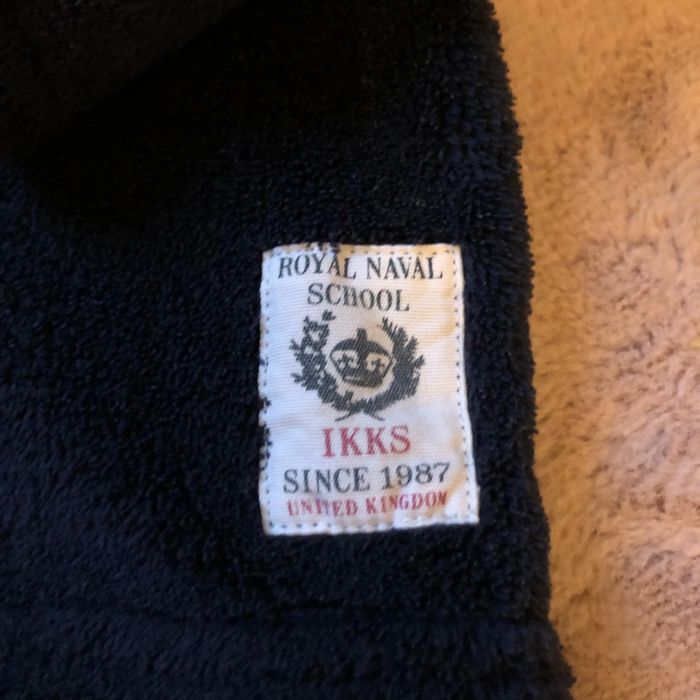 ROYAL NAVAL
SCHOOL
IKKS
SINCE 1987
UNITED KINGDOM